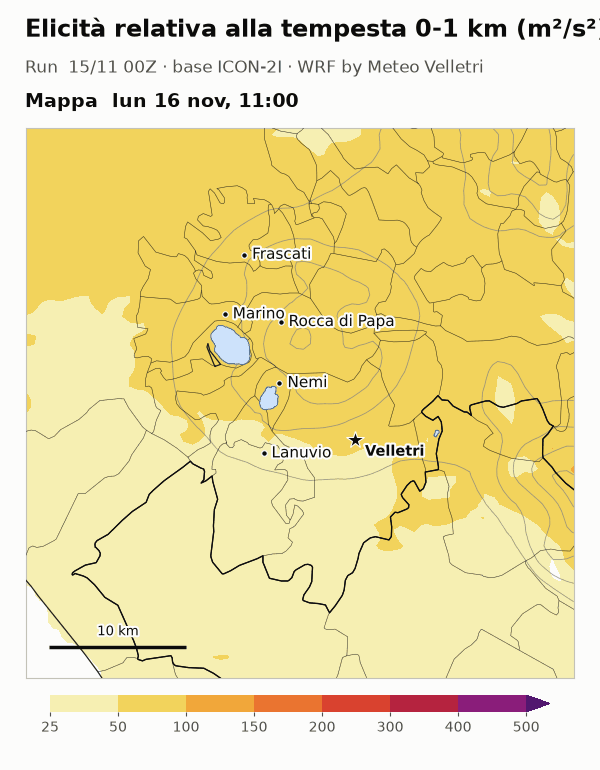 Elicità relativa alla tempesta 0-1 km (m²/s²)
Run  15/11 00Z · base ICON-2I · WRF by Meteo Velletri
Mappa  lun 16 nov, 11:00
Frascati
Marino
Rocca di Papa
Nemi
Velletri
Lanuvio
10 km
25 50 100 150 200 300 400 500